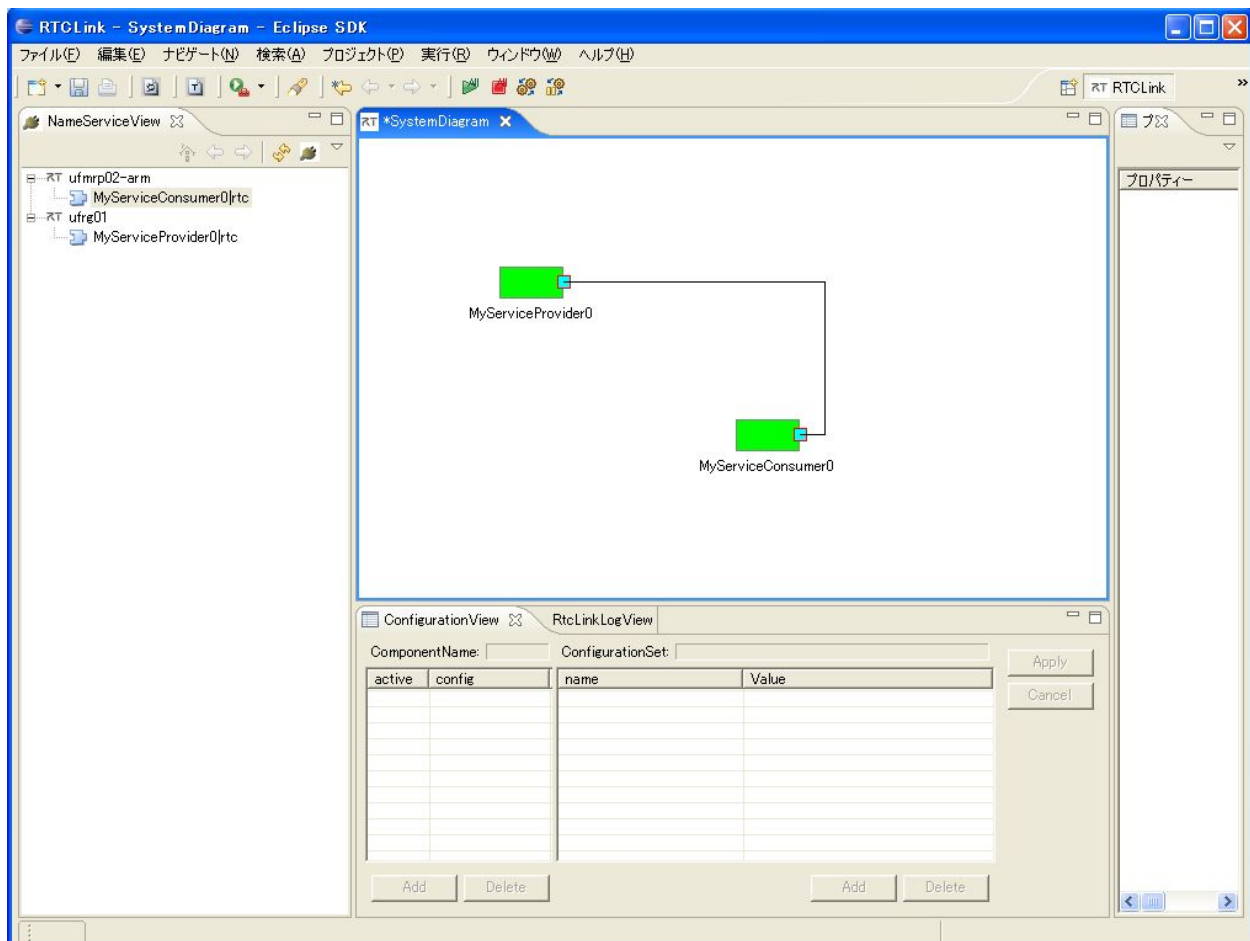 RTCLink - SystemDiagram - Eclipse SDK
ファイル(F) 編集(E) ナビゲート(N) 検索(A) プロジェクト(P) 実行(R) ウィンドウ(W) ヘルプ(H)
RT RTCLink »
NameServiceView
RT *SystemDiagram
プ
RT ufmrp02-arm
MyServiceConsumer0|rtc
RT ufrg01
MyServiceProvider0|rtc
プロパティー
MyServiceProvider0
MyServiceConsumer0
ConfigurationView RtcLinkLogView
ComponentName: ConfigurationSet:
Apply
active config name Value
Cancel
Add Delete Add Delete